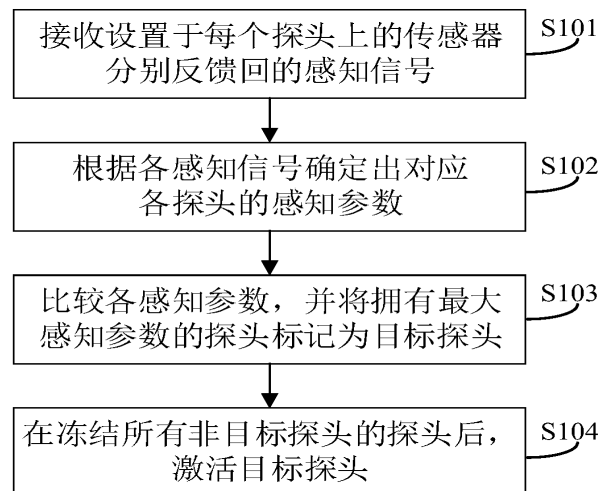 接收设置于每个探头上的传感器
分别反馈回的感知信号
S101
根据各感知信号确定出对应
各探头的感知参数
S102
比较各感知参数，并将拥有最大
感知参数的探头标记为目标探头
S103
在冻结所有非目标探头的探头后，
激活目标探头
S104